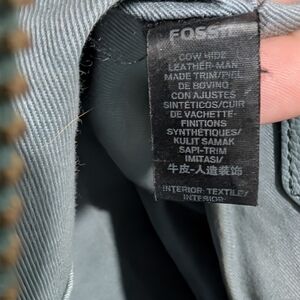 FOSSIL
COW HIDE
LEATHER-MAN
MADE TRIM/PIEL
DE BOVINO
CON AJUSTES
SINTÉTICOS/CUIR
DE VACHETTE-
FINITIONS
SYNTHÉTIQUES/
KULIT SAMAK
SAPI-TRIM
IMITASI/
牛皮-人造装饰
INTERIOR: TEXTILE/
INTERIOR: